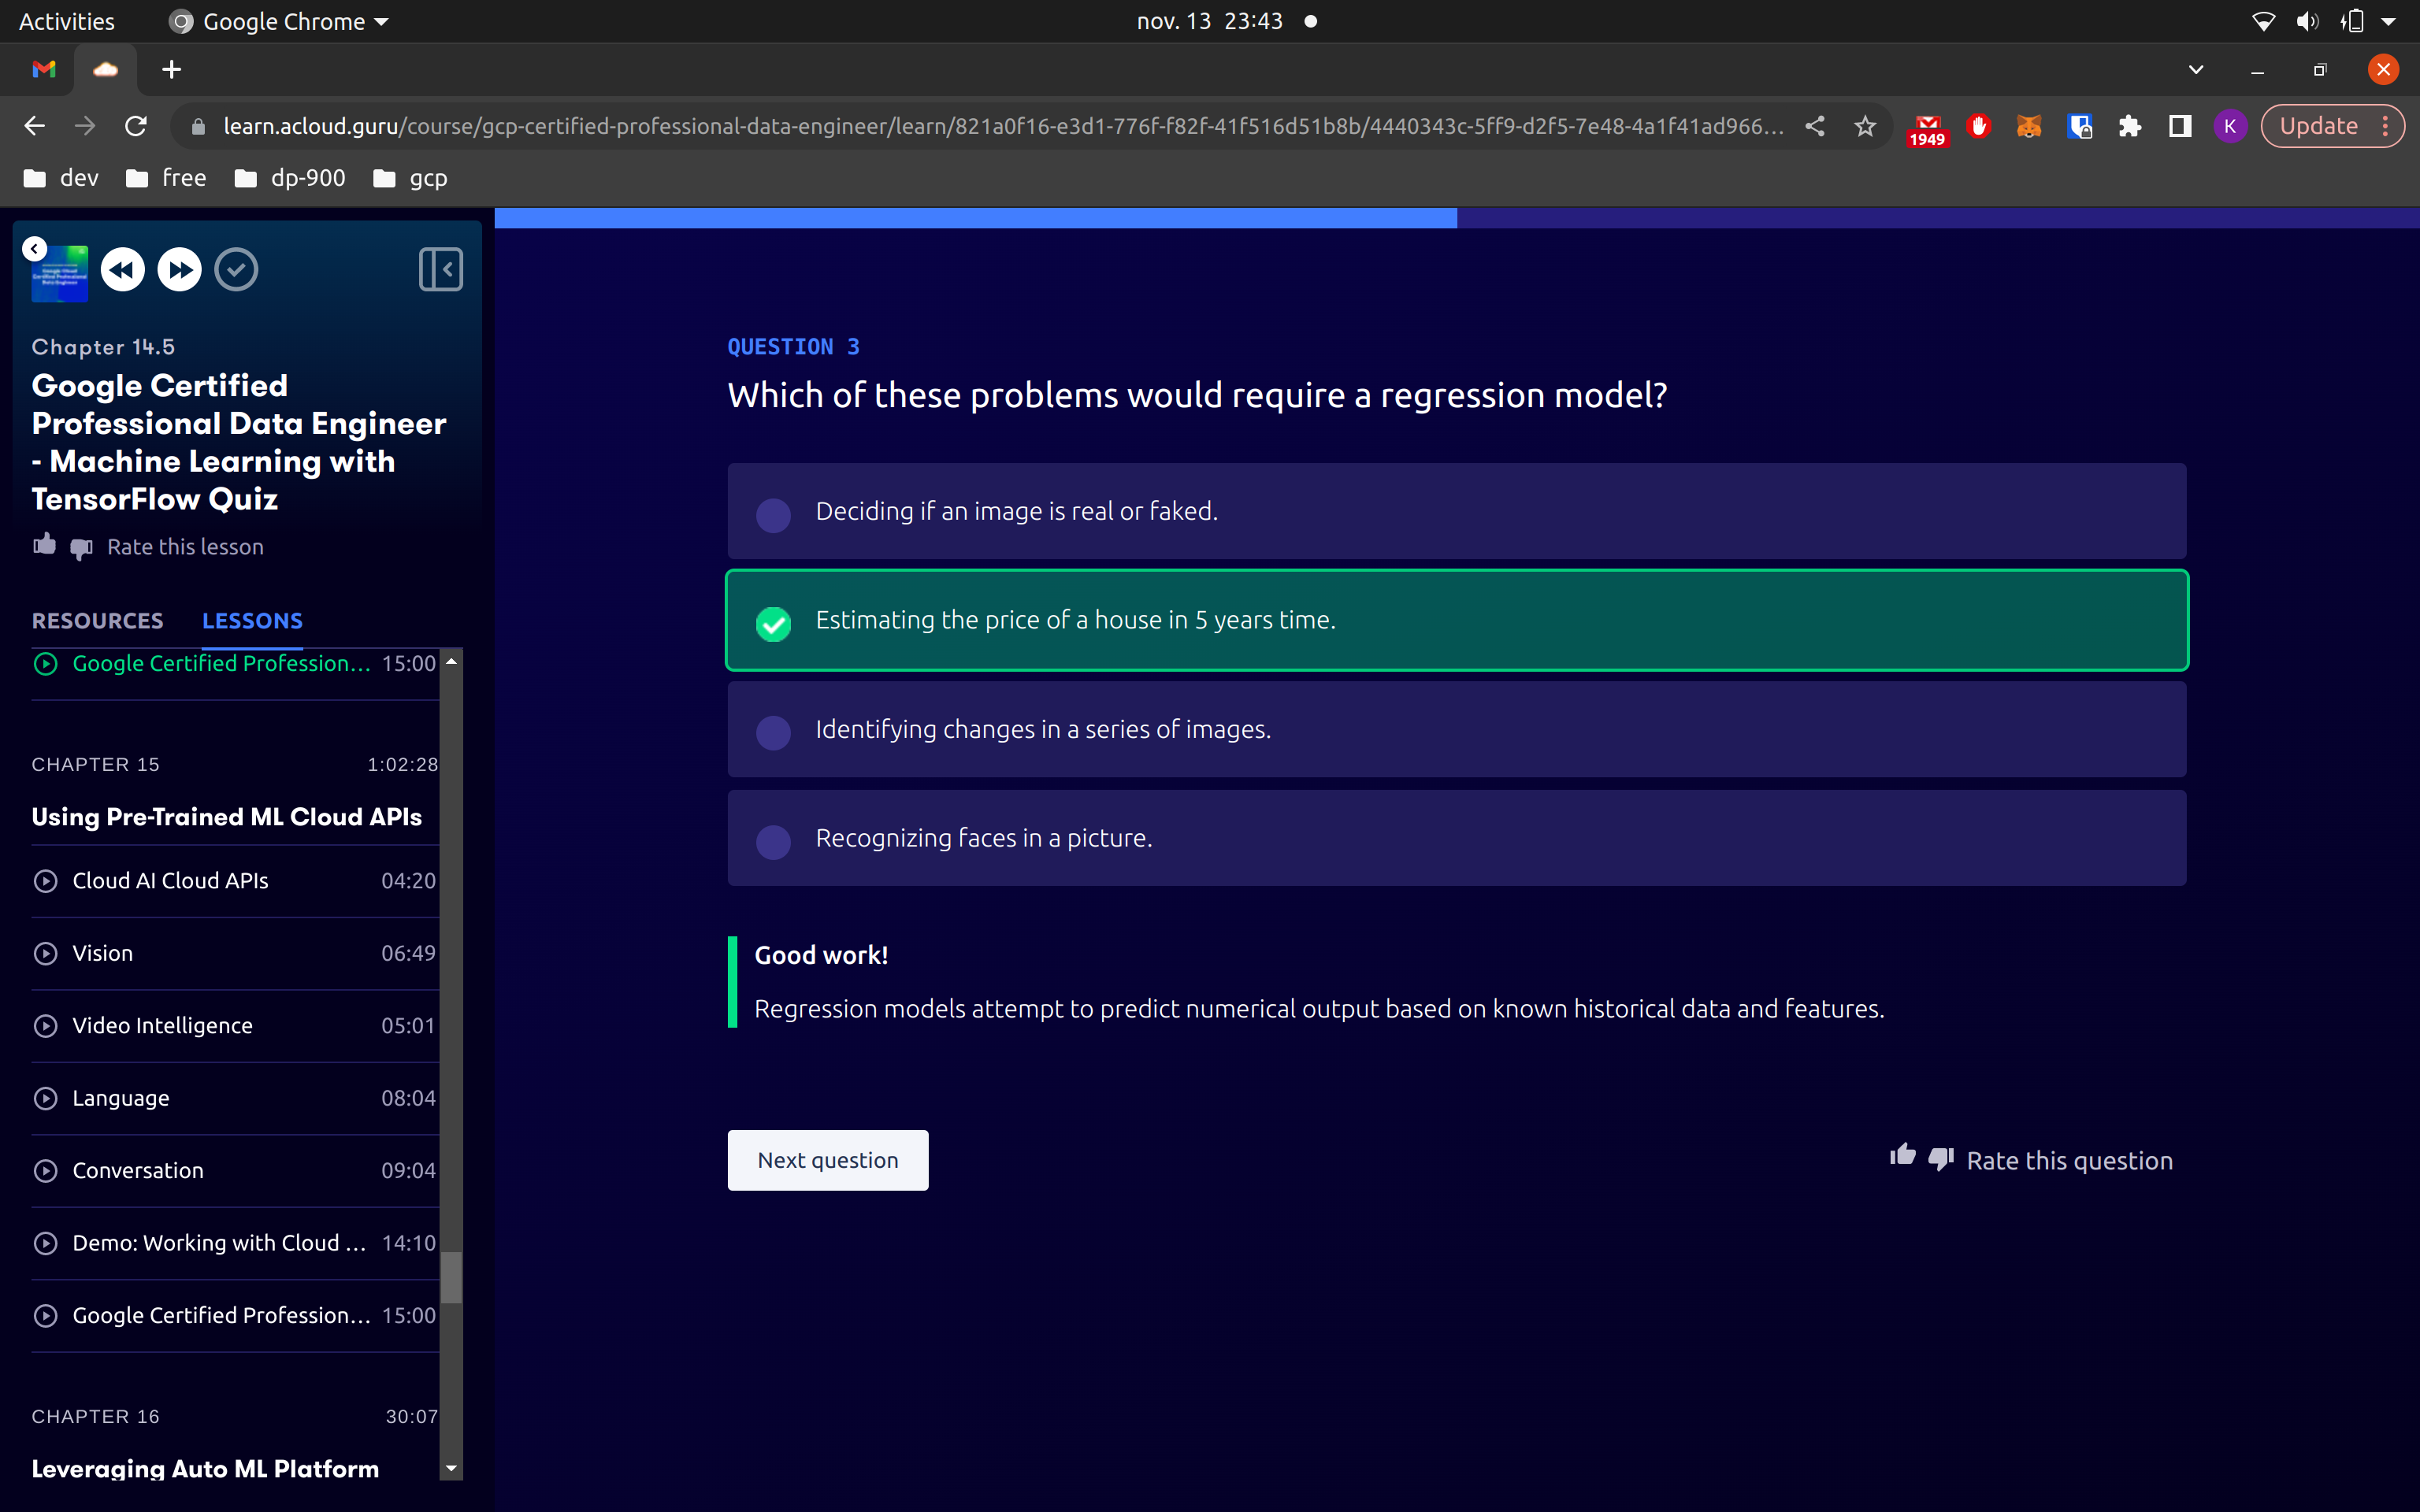 Activities
Google Chrome
nov. 13 23:43
learn.acloud.guru/course/gcp-certified-professional-data-engineer/learn/821a0f16-e3d1-776f-f82f-41f516d51b8b/4440343c-5ff9-d2f5-7e48-4a1f41ad966...
1949
K
Update
dev
free
dp-900
gcp
Chapter 14.5
Google Certified
Professional Data Engineer
- Machine Learning with
TensorFlow Quiz
Rate this lesson
RESOURCES
LESSONS
Google Certified Profession... 15:00
CHAPTER 15 1:02:28
Using Pre-Trained ML Cloud APIs
Cloud AI Cloud APIs 04:20
Vision 06:49
Video Intelligence 05:01
Language 08:04
Conversation 09:04
Demo: Working with Cloud ... 14:10
Google Certified Profession... 15:00
CHAPTER 16 30:07
Leveraging Auto ML Platform
QUESTION 3
Which of these problems would require a regression model?
Deciding if an image is real or faked.
Estimating the price of a house in 5 years time.
Identifying changes in a series of images.
Recognizing faces in a picture.
Good work!
Regression models attempt to predict numerical output based on known historical data and features.
Next question
Rate this question